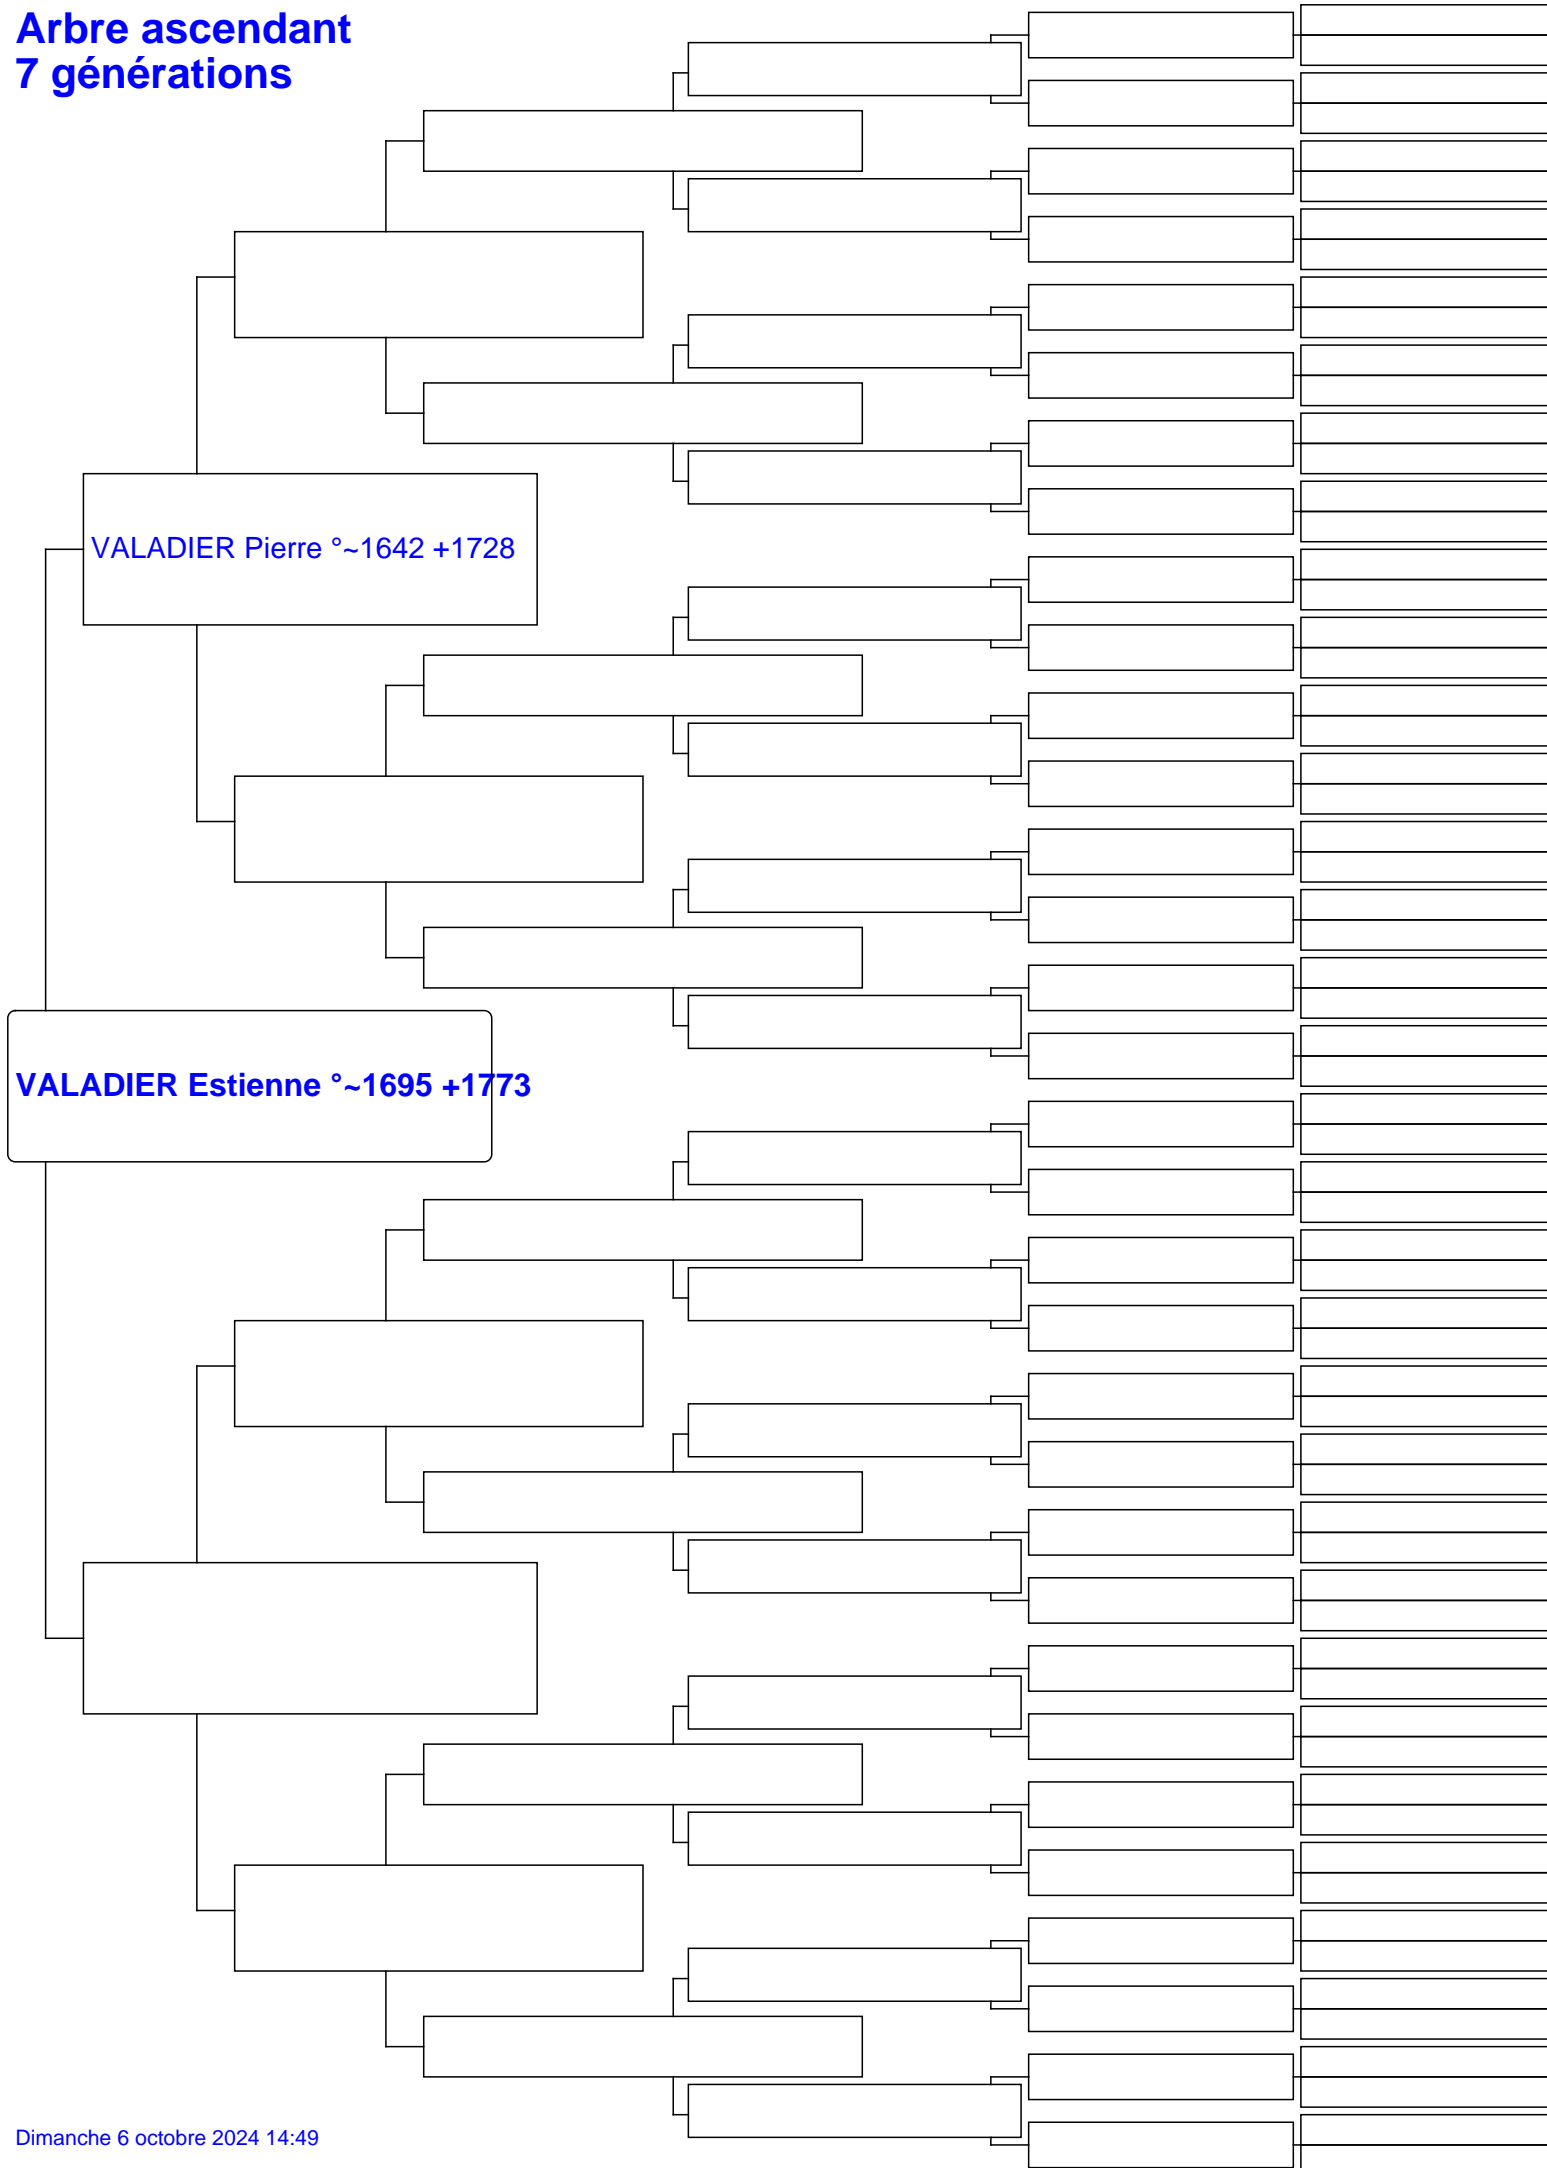 Arbre ascendant
7 générations
VALADIER Pierre °~1642 +1728
VALADIER Estienne °~1695 +1773
Dimanche 6 octobre 2024 14:49